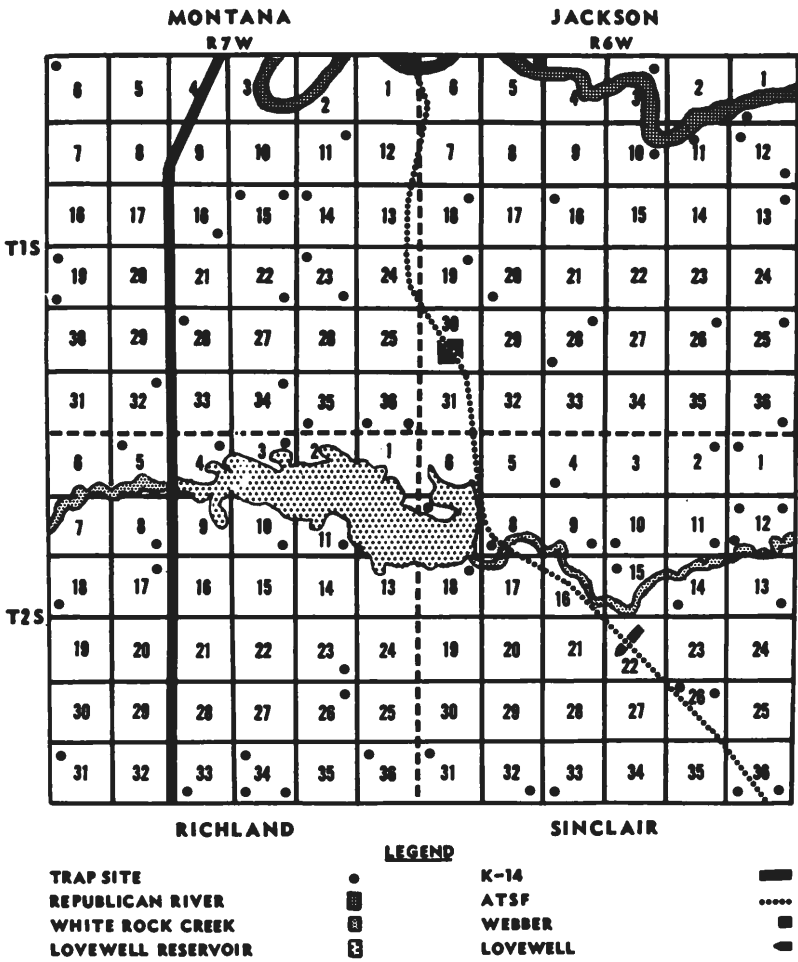 MONTANA JACKSON
R7W R6W
6 5 4 3 2 1 6 5 4 3 2 1
7 8 9 10 11 12 7 8 9 10 11 12
18 17 16 15 14 13 18 17 16 15 14 13
T1S
19 20 21 22 23 24 19 20 21 22 23 24
30 29 28 27 26 25 30 29 28 27 26 25
31 32 33 34 35 36 31 32 33 34 35 36
6 5 4 3 2 1 6 5 4 3 2 1
7 8 9 10 11 8 9 10 11 12
18 17 16 15 14 13 18 17 16 15 14 13
T2S
19 20 21 22 23 24 19 20 21 22 23 24
30 29 28 27 26 25 30 29 28 27 26 25
31 32 33 34 35 36 31 32 33 34 35 36
RICHLAND SINCLAIR
LEGEND
TRAP SITE K-14
REPUBLICAN RIVER ATSF
WHITE ROCK CREEK WEBBER
LOVEWELL RESERVOIR LOVEWELL